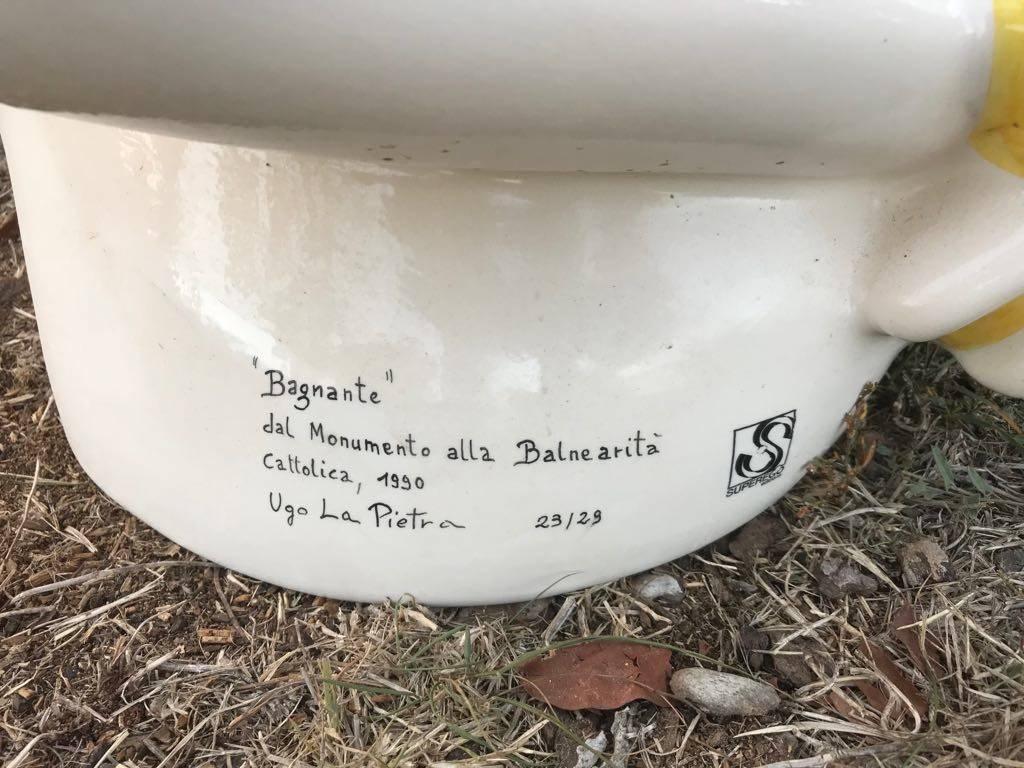 "Bagnante"
dal Monumento alla Balnearità
Cattolica, 1990
Ugo La Pietra 23/29
S
SUPEREGO